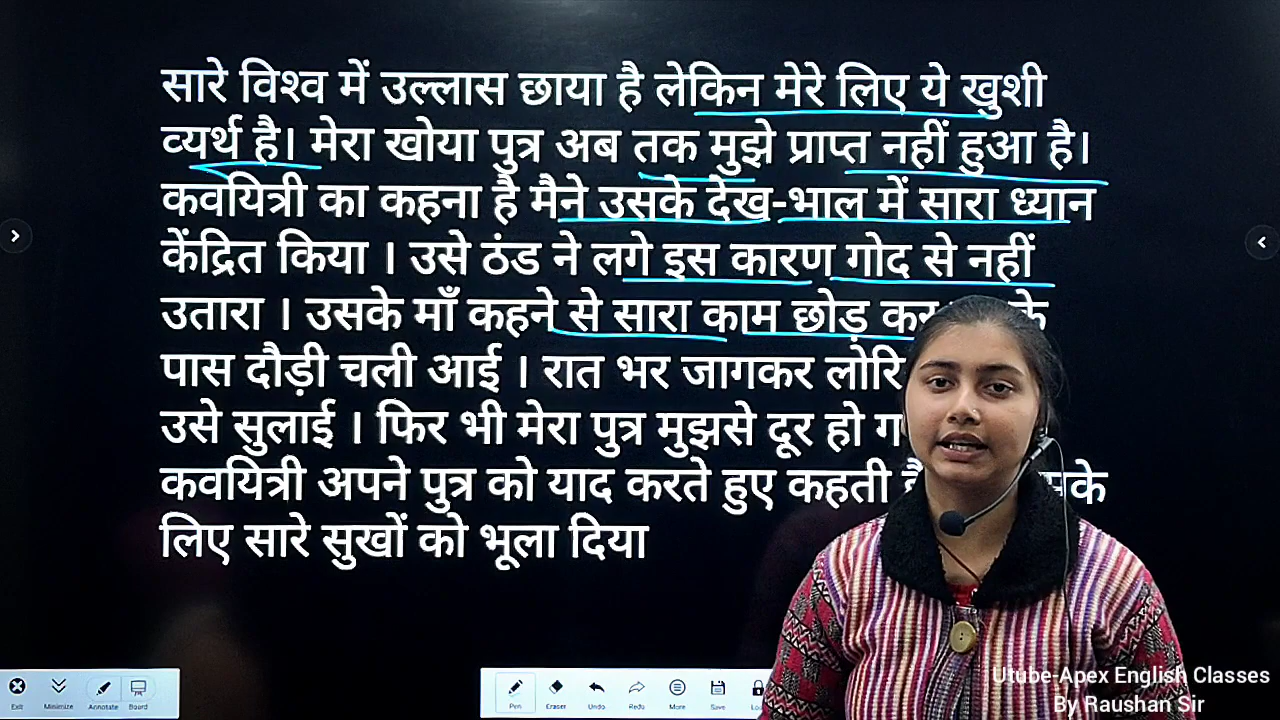 सारे विश्व में उल्लास छाया है लेकिन मेरे लिए ये खुशी
व्यर्थ है। मेरा खोया पुत्र अब तक मुझे प्राप्त नहीं हुआ है।
कवयित्री का कहना है मैने उसके देख-भाल में सारा ध्यान
केंद्रित किया । उसे ठंड ने लगे इस कारण गोद से नहीं
उतारा । उसके माँ कहने से सारा काम छोड़ कर
पास दौड़ी चली आई । रात भर जागकर
उसे सुलाई । फिर भी मेरा पुत्र मुझसे दूर हो
कवयित्री अपने पुत्र को याद करते हुए कहती
लिए सारे सुखों को भूला दिया
Exit Minimize Annotate Board Pen Eraser Undo Redo More Save
Utube-Apex English Classes
By Raushan Sir